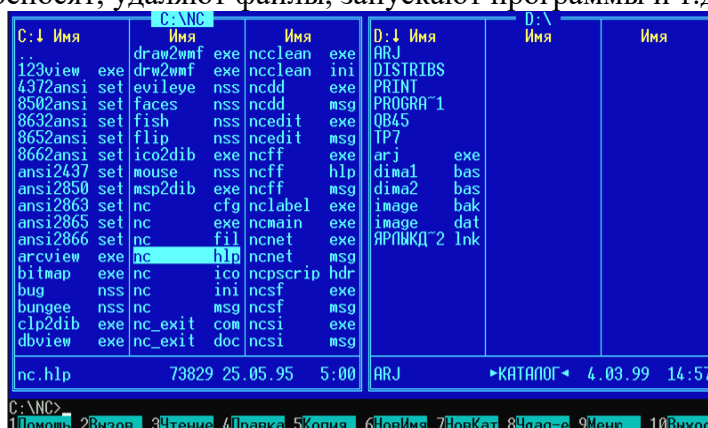 еносят, удаляют файлы, запускают программы и т.д
C:\NC D:\
C:↓ Имя Имя Имя D:↓ Имя Имя Имя
.. draw2wmf exe ncclean exe ARJ
123view exe drw2wmf exe ncclean ini DISTRIBS
4372ansi set evileye nss ncdd exe PRINT
8502ansi set faces nss ncdd msg PROGRA~1
8632ansi set fish nss ncedit exe QB45
8652ansi set flip nss ncedit msg TP7
8662ansi set ico2dib exe ncff exe arj exe
ansi2437 set mouse nss ncff hlp dima1 bas
ansi2850 set msp2dib exe ncff msg dima2 bas
ansi2863 set nc cfg nclabel exe image bak
ansi2865 set nc exe ncmain exe image dat
ansi2866 set nc fil ncnet exe ЯРЛЫКД~2 lnk
arcview exe nc hlp ncnet msg
bitmap exe nc ico ncpscrip hdr
bug nss nc ini ncsf exe
bungee nss nc msg ncsf msg
clp2dib exe nc_exit com ncsi exe
dbview exe nc_exit doc ncsi msg
nc.hlp 73829 25.05.95 5:00 ARJ ►КАТАЛОГ◄ 4.03.99 14:57
C:\NC>_
1Помощь 2Вызов 3Чтение 4Правка 5Копия 6НовИмя 7НовКат 8Удал-е 9Меню 10Выход